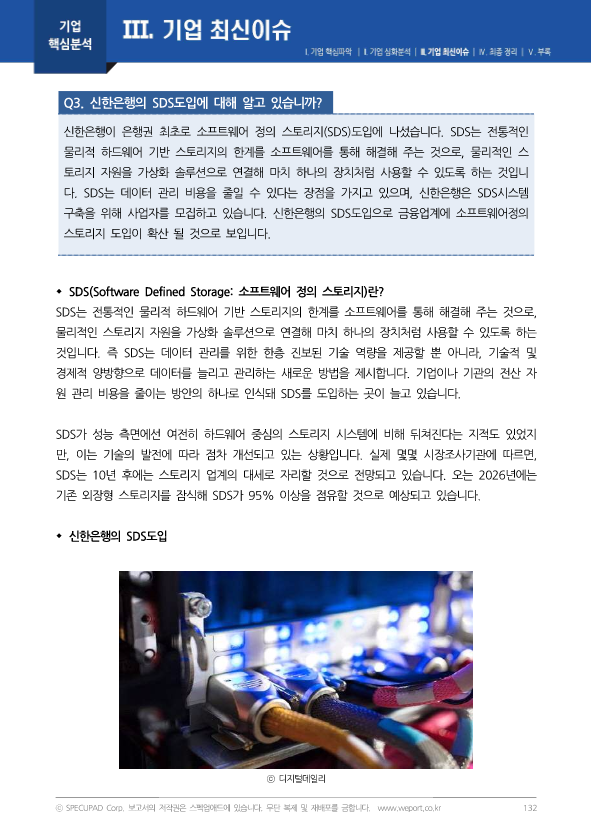 기업
핵심분석
III. 기업 최신이슈
I. 기업 핵심파악 | II. 기업 심화분석 | III. 기업 최신이슈 | IV. 최종 정리 | V. 부록
Q3. 신한은행의 SDS도입에 대해 알고 있습니까?
신한은행이 은행권 최초로 소프트웨어 정의 스토리지(SDS)도입에 나섰습니다. SDS는 전통적인
물리적 하드웨어 기반 스토리지의 한계를 소프트웨어를 통해 해결해 주는 것으로, 물리적인 스
토리지 자원을 가상화 솔루션으로 연결해 마치 하나의 장치처럼 사용할 수 있도록 하는 것입니
다. SDS는 데이터 관리 비용을 줄일 수 있다는 장점을 가지고 있으며, 신한은행은 SDS시스템
구축을 위해 사업자를 모집하고 있습니다. 신한은행의 SDS도입으로 금융업계에 소프트웨어정의
스토리지 도입이 확산 될 것으로 보입니다.
◆ SDS(Software Defined Storage: 소프트웨어 정의 스토리지)란?
SDS는 전통적인 물리적 하드웨어 기반 스토리지의 한계를 소프트웨어를 통해 해결해 주는 것으로,
물리적인 스토리지 자원을 가상화 솔루션으로 연결해 마치 하나의 장치처럼 사용할 수 있도록 하는
것입니다. 즉 SDS는 데이터 관리를 위한 한층 진보된 기술 역량을 제공할 뿐 아니라, 기술적 및
경제적 양방향으로 데이터를 늘리고 관리하는 새로운 방법을 제시합니다. 기업이나 기관의 전산 자
원 관리 비용을 줄이는 방안의 하나로 인식돼 SDS를 도입하는 곳이 늘고 있습니다.
SDS가 성능 측면에선 여전히 하드웨어 중심의 스토리지 시스템에 비해 뒤쳐진다는 지적도 있었지
만, 이는 기술의 발전에 따라 점차 개선되고 있는 상황입니다. 실제 몇몇 시장조사기관에 따르면,
SDS는 10년 후에는 스토리지 업계의 대세로 자리할 것으로 전망되고 있습니다. 오는 2026년에는
기존 외장형 스토리지를 잠식해 SDS가 95% 이상을 점유할 것으로 예상되고 있습니다.
◆ 신한은행의 SDS도입
ⓒ 디지털데일리
ⓒ SPECUPAD Corp. 보고서의 저작권은 스펙업애드에 있습니다. 무단 복제 및 재배포를 금합니다. www.weport.co.kr 132